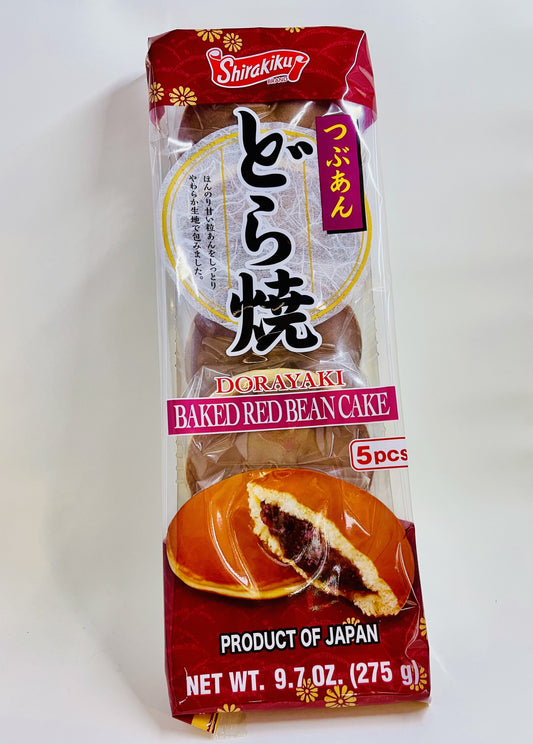 Shirakiku
BRAND
つぶあん
どら焼
ほんのり甘い粒あんをしっとり
やわらか生地で包みました。
DORAYAKI
BAKED RED BEAN CAKE
5pcs
PRODUCT OF JAPAN
NET WT. 9.7 OZ. (275 g)